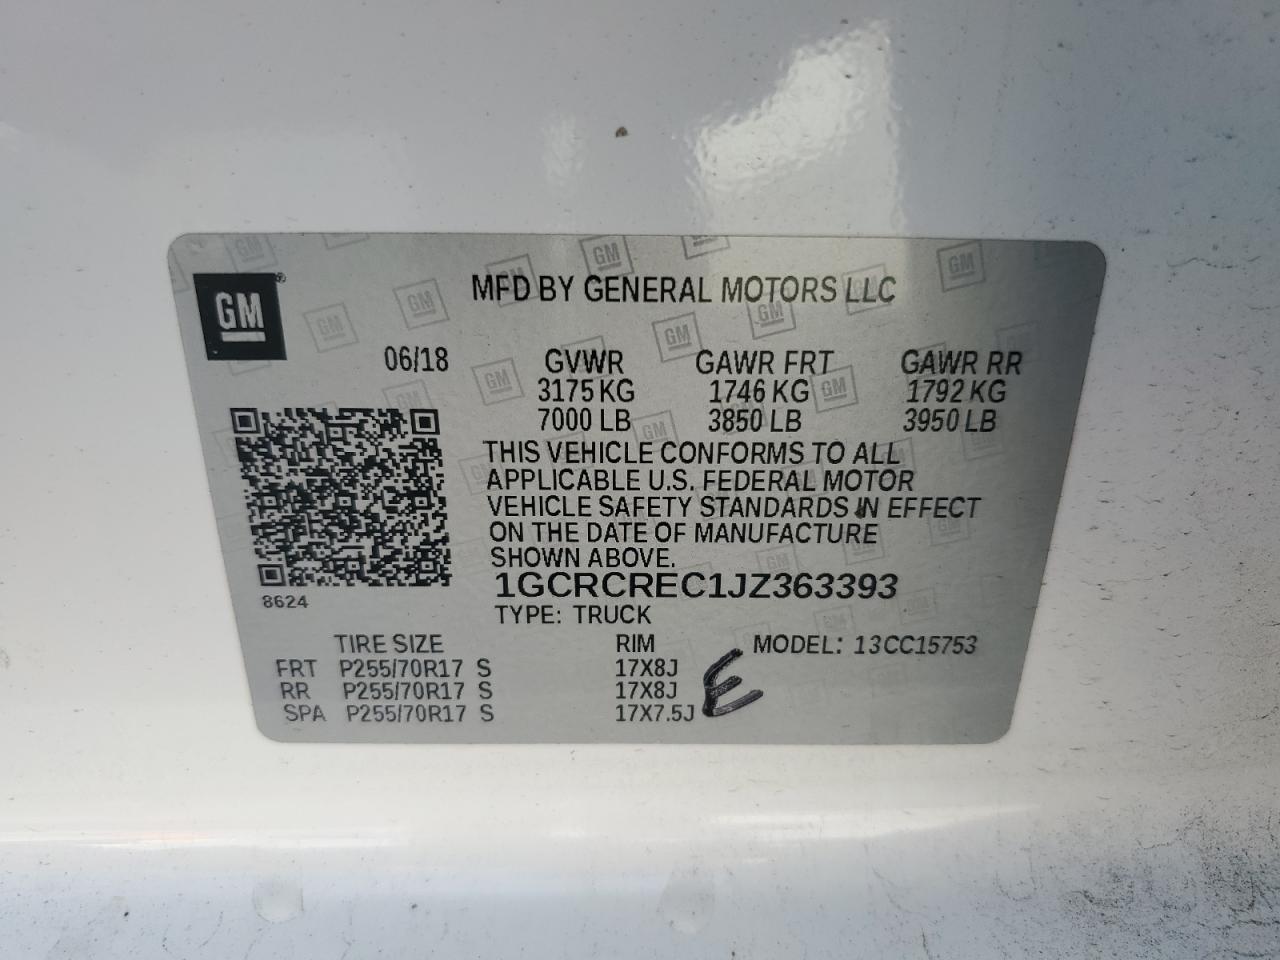 GM®
MFD BY GENERAL MOTORS LLC
06/18 GVWR GAWR FRT GAWR RR
3175 KG 1746 KG 1792 KG
7000 LB 3850 LB 3950 LB
THIS VEHICLE CONFORMS TO ALL
APPLICABLE U.S. FEDERAL MOTOR
VEHICLE SAFETY STANDARDS IN EFFECT
ON THE DATE OF MANUFACTURE
SHOWN ABOVE.
1GCRCREC1JZ363393
8624
TYPE: TRUCK
TIRE SIZE RIM MODEL: 13CC15753
FRT P255/70R17 S 17X8J
RR P255/70R17 S 17X8J
SPA P255/70R17 S 17X7.5J
E